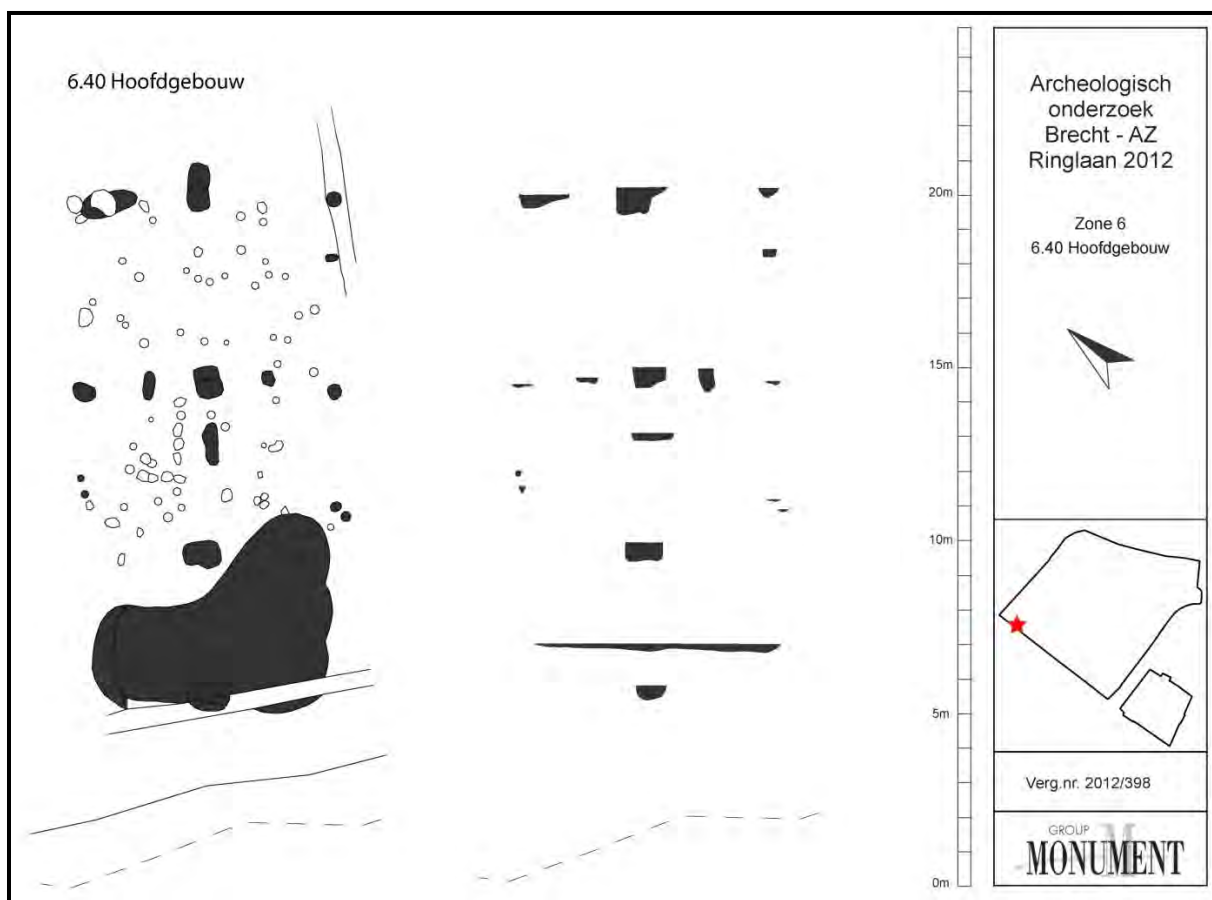 6.40 Hoofdgebouw
20m
15m
10m
5m
0m
Archeologisch
onderzoek
Brecht - AZ
Ringlaan 2012
Zone 6
6.40 Hoofdgebouw
Verg.nr. 2012/398
GROUP
MONUMENT